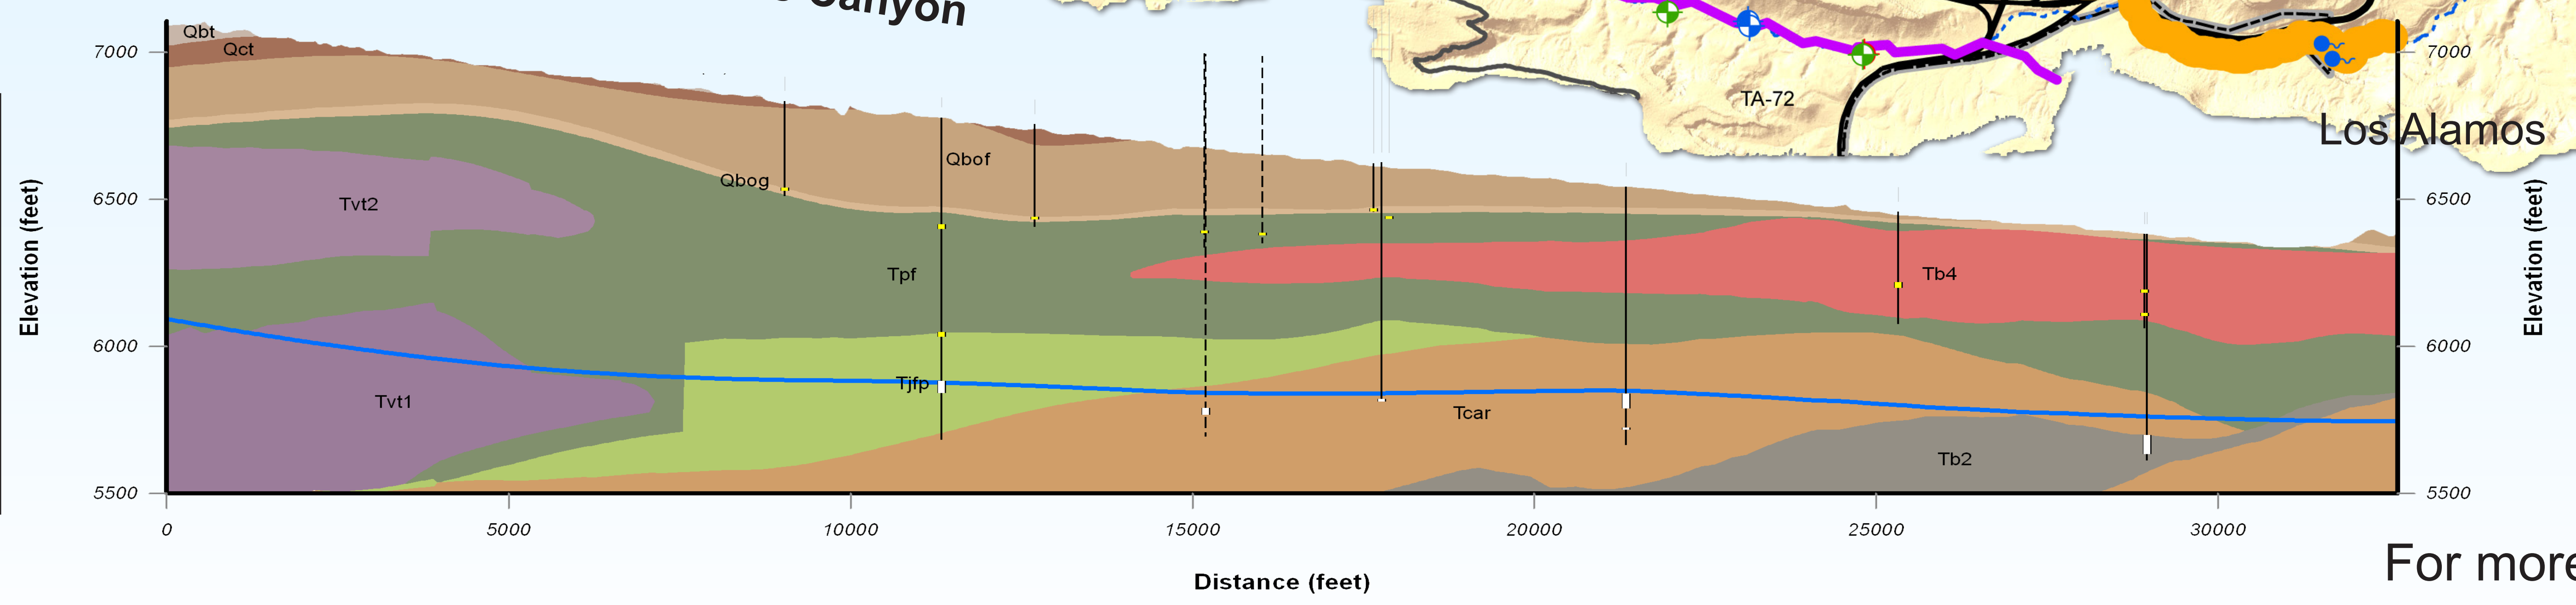 Canyon
Qbt
Qct
7000
7000
TA-72
Los Alamos
Qbof
Qbog
6500
6500
Tvt2
Elevation (feet)
Elevation (feet)
Tpf
Tb4
6000
6000
Tjfp
Tvt1
Tcar
Tb2
5500
5500
0
5000
10000
15000
20000
25000
30000
For more
Distance (feet)